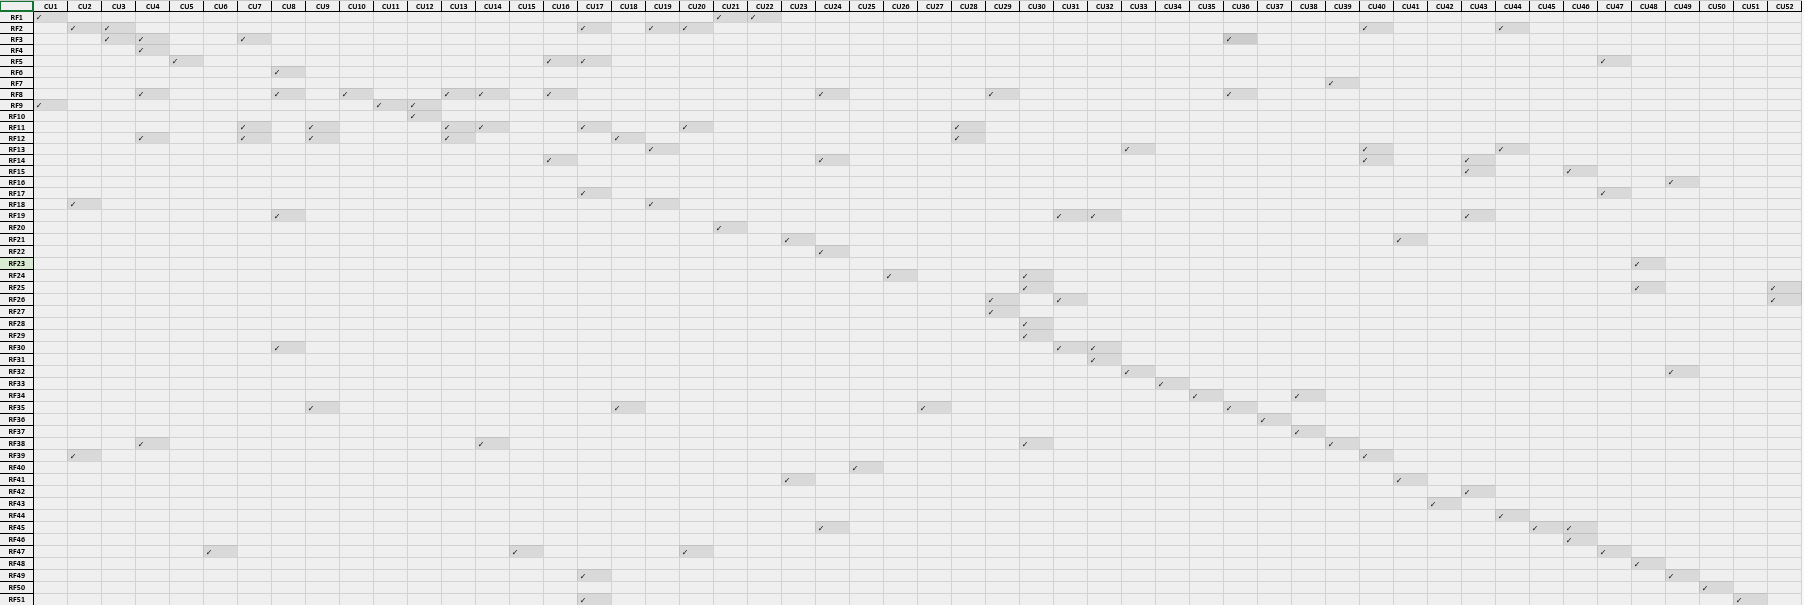 CU1 CU2 CU3 CU4 CU5 CU6 CU7 CU8 CU9 CU10 CU11 CU12 CU13 CU14 CU15 CU16 CU17 CU18 CU19 CU20 CU21 CU22 CU23 CU24 CU25 CU26 CU27 CU28 CU29 CU30 CU31 CU32 CU33 CU34 CU35 CU36 CU37 CU38 CU39 CU40 CU41 CU42 CU43 CU44 CU45 CU46 CU47 CU48 CU49 CU50 CU51 CU52
RF1 ✓ ✓ ✓
RF2 ✓ ✓ ✓ ✓ ✓ ✓ ✓
RF3 ✓ ✓ ✓ ✓
RF4 ✓
RF5 ✓ ✓ ✓ ✓
RF6 ✓
RF7 ✓
RF8 ✓ ✓ ✓ ✓ ✓ ✓ ✓ ✓ ✓
RF9 ✓ ✓ ✓
RF10 ✓
RF11 ✓ ✓ ✓ ✓ ✓ ✓ ✓
RF12 ✓ ✓ ✓ ✓ ✓ ✓
RF13 ✓ ✓ ✓ ✓
RF14 ✓ ✓ ✓ ✓
RF15 ✓ ✓
RF16 ✓
RF17 ✓ ✓
RF18 ✓ ✓
RF19 ✓ ✓ ✓ ✓
RF20 ✓
RF21 ✓ ✓
RF22 ✓
RF23 ✓
RF24 ✓ ✓
RF25 ✓ ✓ ✓
RF26 ✓ ✓ ✓
RF27 ✓
RF28 ✓
RF29 ✓
RF30 ✓ ✓ ✓
RF31 ✓
RF32 ✓ ✓
RF33 ✓
RF34 ✓ ✓
RF35 ✓ ✓ ✓ ✓
RF36 ✓
RF37 ✓
RF38 ✓ ✓ ✓ ✓
RF39 ✓ ✓
RF40 ✓
RF41 ✓ ✓
RF42 ✓
RF43 ✓
RF44 ✓
RF45 ✓ ✓ ✓
RF46 ✓
RF47 ✓ ✓ ✓ ✓
RF48 ✓
RF49 ✓ ✓
RF50 ✓
RF51 ✓ ✓